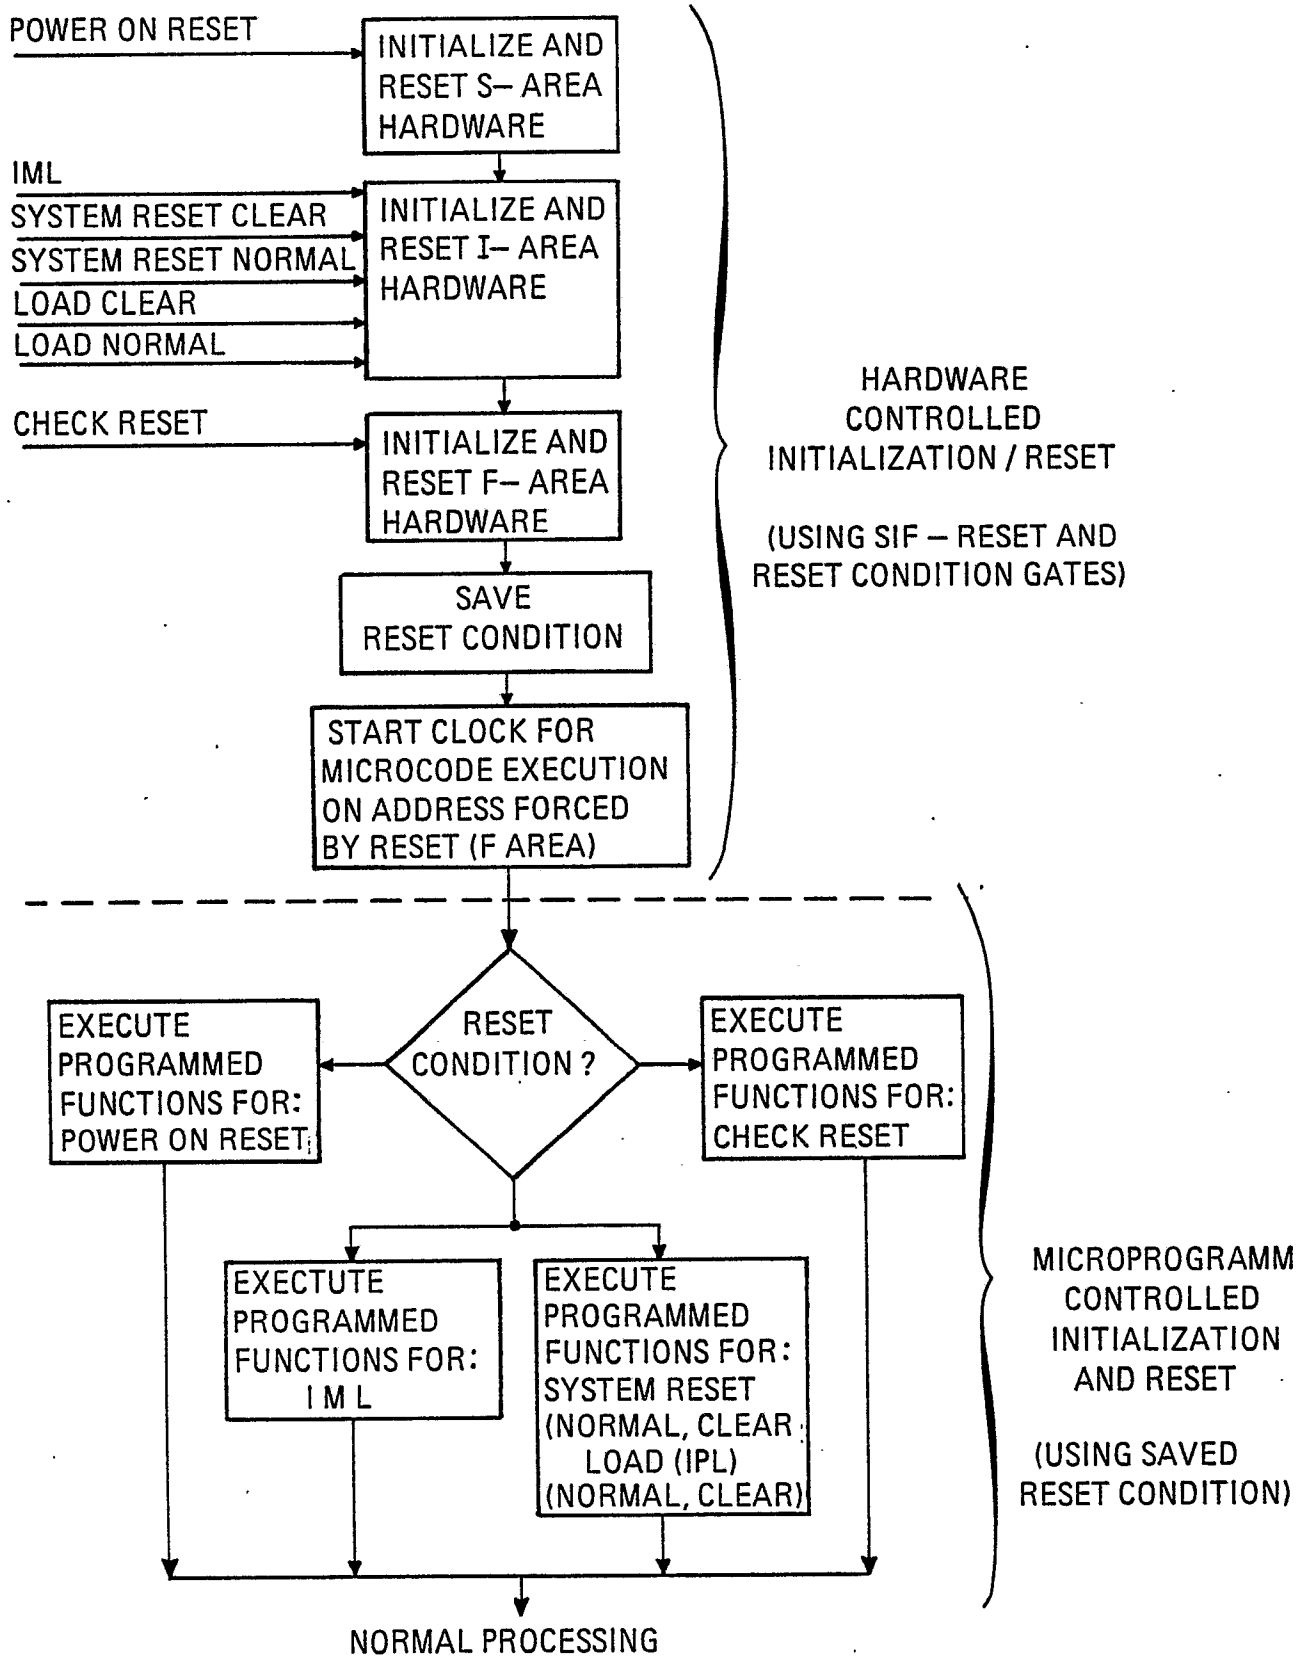 POWER ON RESET
INITIALIZE AND
RESET S– AREA
HARDWARE
IML
SYSTEM RESET CLEAR
SYSTEM RESET NORMAL
LOAD CLEAR
LOAD NORMAL
INITIALIZE AND
RESET I– AREA
HARDWARE
CHECK RESET
INITIALIZE AND
RESET F– AREA
HARDWARE
SAVE
RESET CONDITION
START CLOCK FOR
MICROCODE EXECUTION
ON ADDRESS FORCED
BY RESET (F AREA)
HARDWARE
CONTROLLED
INITIALIZATION / RESET
(USING SIF – RESET AND
RESET CONDITION GATES)
RESET
CONDITION ?
EXECUTE
PROGRAMMED
FUNCTIONS FOR:
POWER ON RESET
EXECUTE
PROGRAMMED
FUNCTIONS FOR:
CHECK RESET
EXECTUTE
PROGRAMMED
FUNCTIONS FOR:
I M L
EXECUTE
PROGRAMMED
FUNCTIONS FOR:
SYSTEM RESET
(NORMAL, CLEAR
LOAD (IPL)
(NORMAL, CLEAR)
MICROPROGRAMM
CONTROLLED
INITIALIZATION
AND RESET
(USING SAVED
RESET CONDITION)
NORMAL PROCESSING